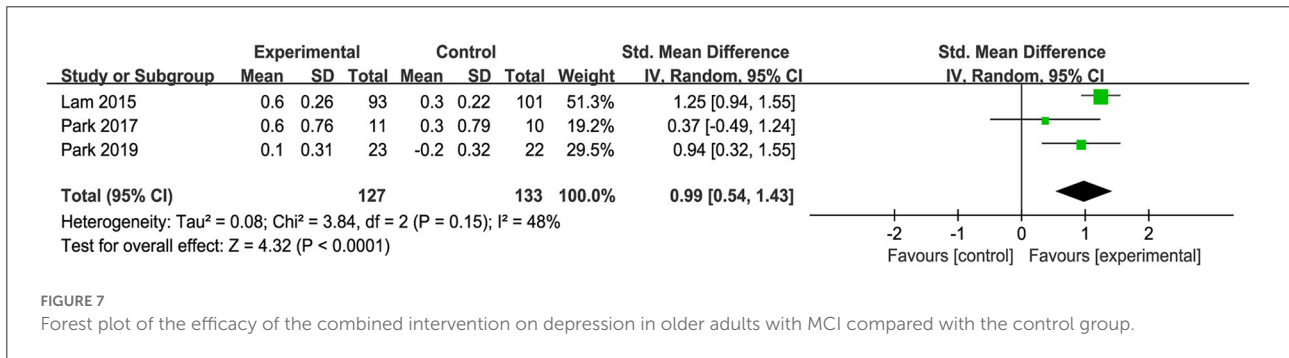 Experimental Control Std. Mean Difference Std. Mean Difference
Study or Subgroup Mean SD Total Mean SD Total Weight IV, Random, 95% CI IV, Random, 95% CI
Lam 2015 0.6 0.26 93 0.3 0.22 101 51.3% 1.25 [0.94, 1.55]
Park 2017 0.6 0.76 11 0.3 0.79 10 19.2% 0.37 [-0.49, 1.24]
Park 2019 0.1 0.31 23 -0.2 0.32 22 29.5% 0.94 [0.32, 1.55]
Total (95% CI) 127 133 100.0% 0.99 [0.54, 1.43]
Heterogeneity: Tau² = 0.08; Chi² = 3.84, df = 2 (P = 0.15); I² = 48%
Test for overall effect: Z = 4.32 (P < 0.0001)
-2 -1 0 1 2
Favours [control] Favours [experimental]
FIGURE 7
Forest plot of the efficacy of the combined intervention on depression in older adults with MCI compared with the control group.